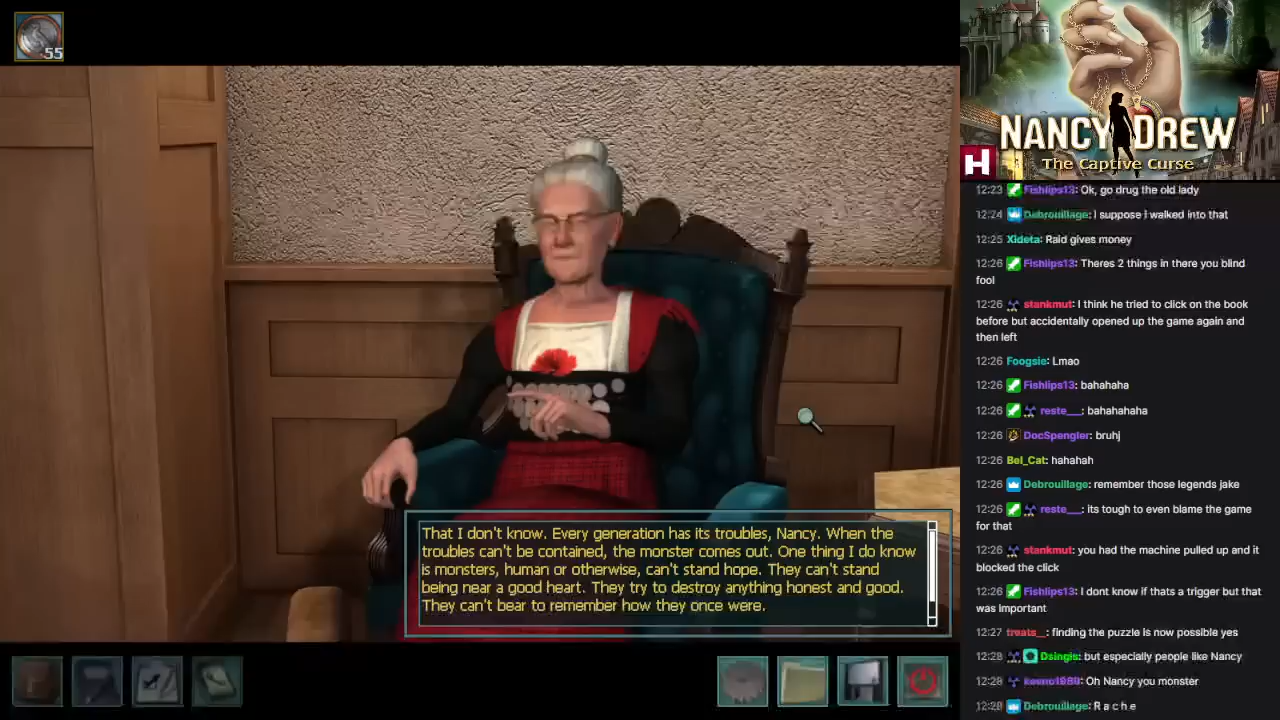 55
That I don't know. Every generation has its troubles, Nancy. When the
troubles can't be contained, the monster comes out. One thing I do know
is monsters, human or otherwise, can't stand hope. They can't stand
being near a good heart. They try to destroy anything honest and good.
They can't bear to remember how they once were.
NANCY DREW
The Captive Curse
H
12:23 Fishlips13: Ok, go drug the old lady
12:24 Debrouillage: I suppose i walked into that
12:25 Xideta: Raid gives money
12:26 Fishlips13: Theres 2 things in there you blind
fool
12:26 stankmut: I think he tried to click on the book
before but accidentally opened up the game again and
then left
12:26 Foogsie: Lmao
12:26 Fishlips13: bahahaha
12:26 reste__: bahahahaha
12:26 DocSpengler: bruhj
12:26 Bel_Cat: hahahah
12:26 Debrouillage: remember those legends jake
12:26 reste__: its tough to even blame the game
for that
12:26 stankmut: you had the machine pulled up and it
blocked the click
12:26 Fishlips13: I dont know if thats a trigger but that
was important
12:27 treats__: finding the puzzle is now possible yes
12:28 Dsingis: but especially people like Nancy
12:28 Oh Nancy you monster
12:28 Debrouillage: R a c h e